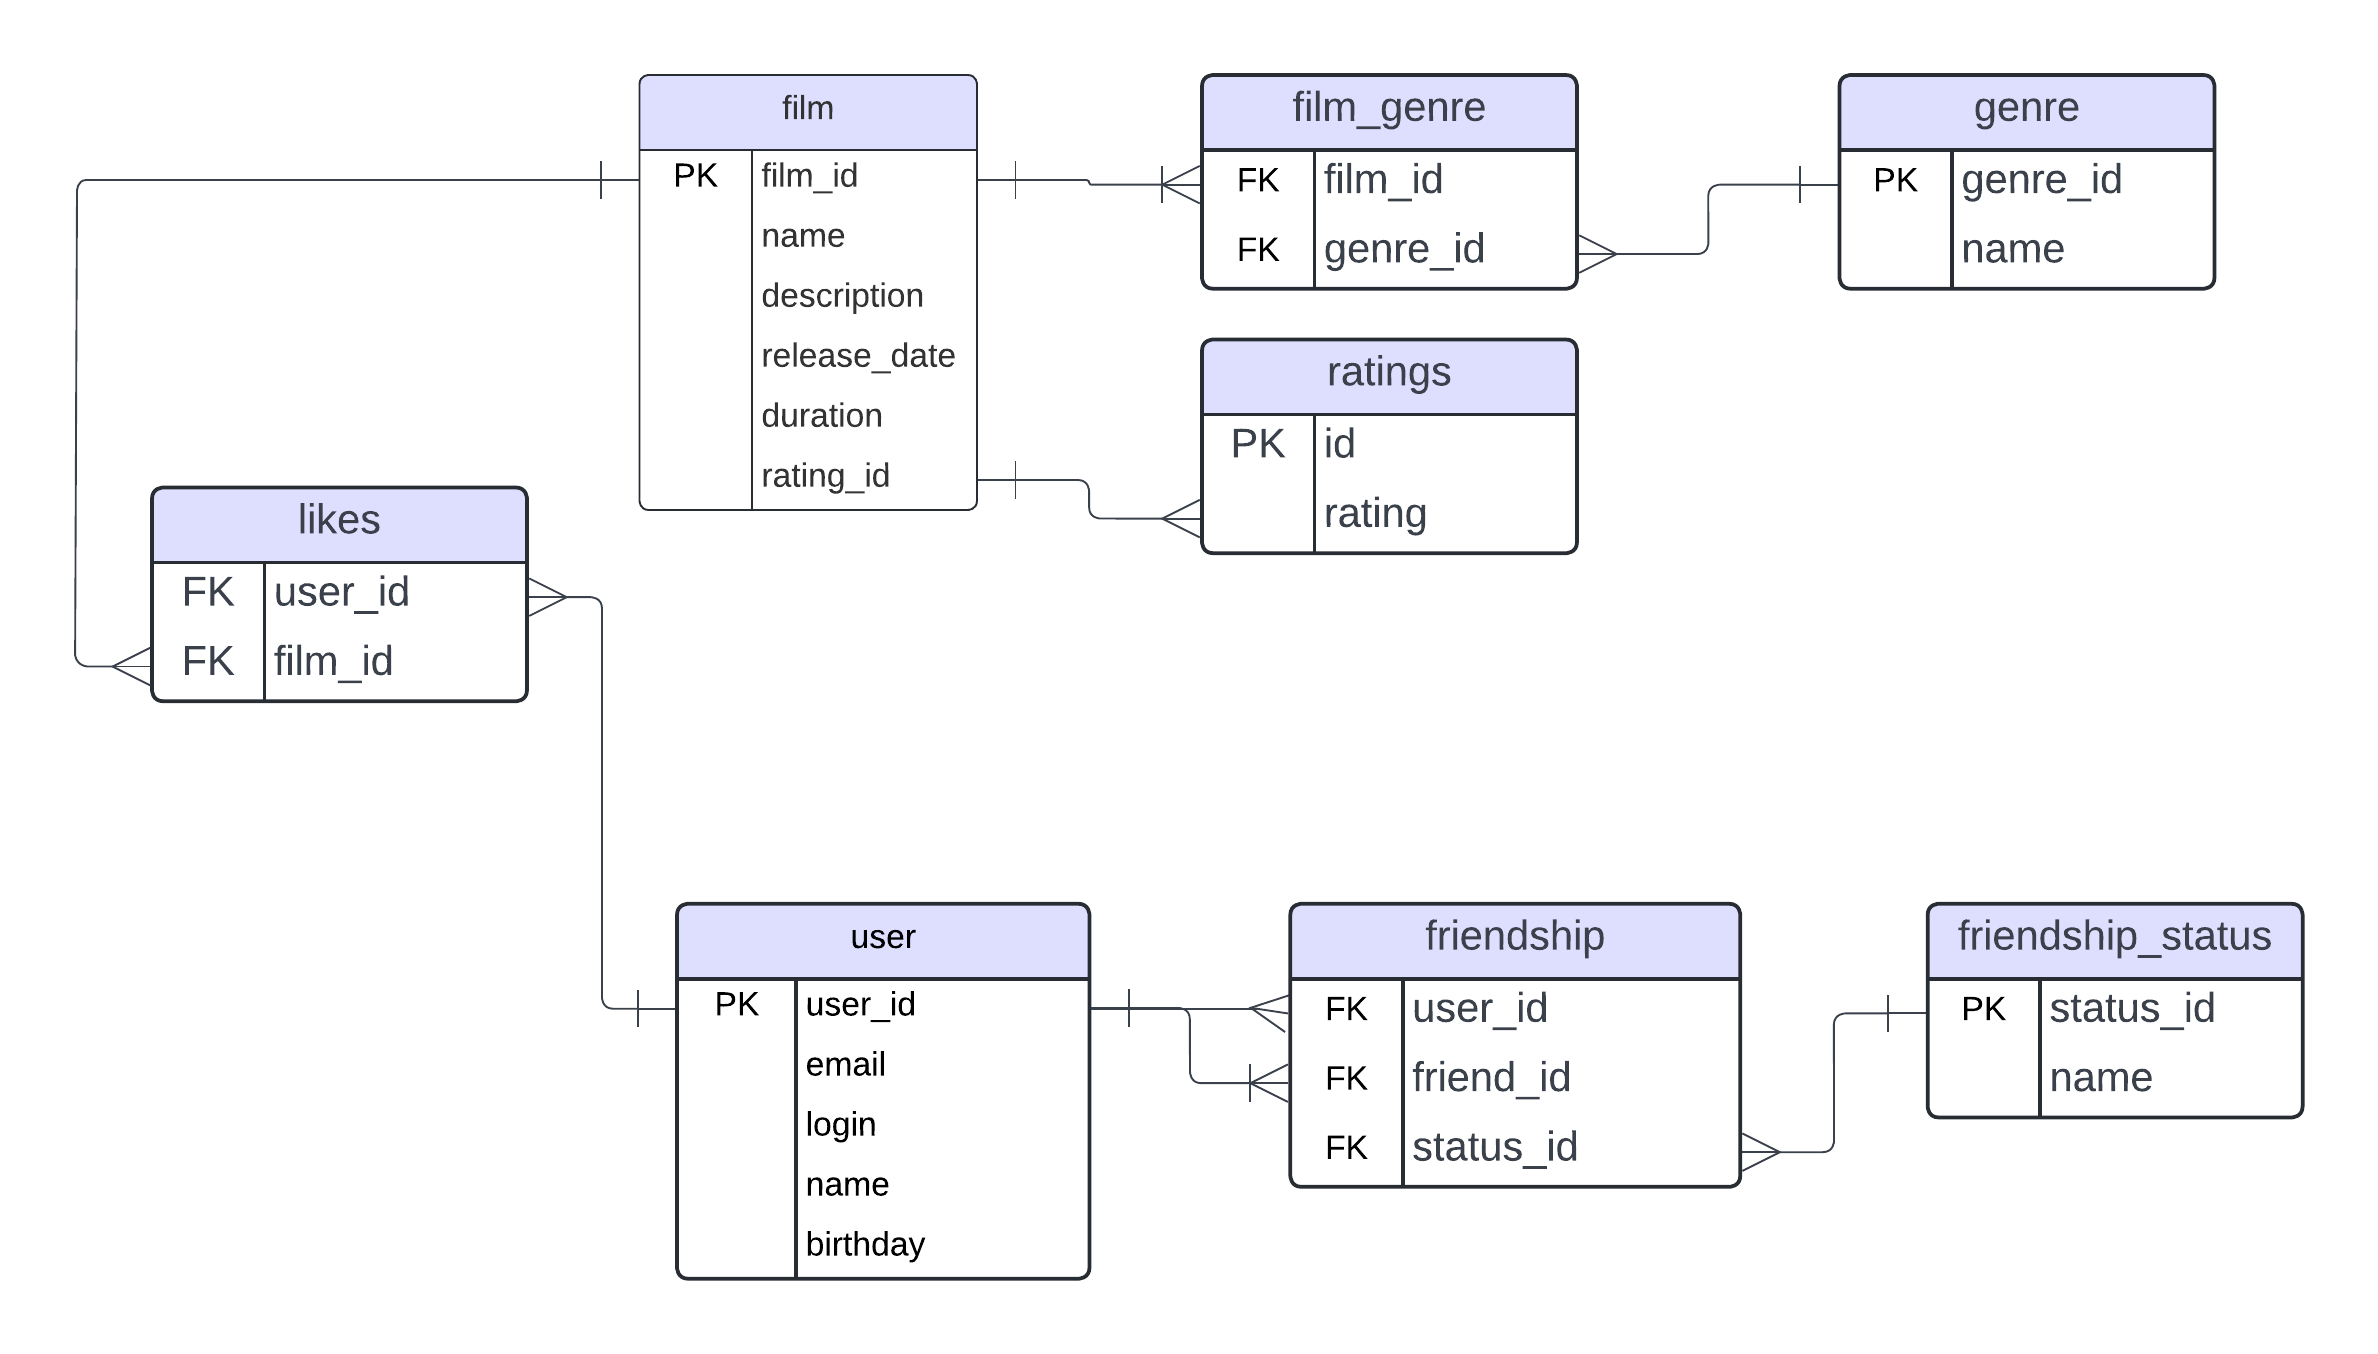 film
PK film_id
name
description
release_date
duration
rating_id
film_genre
FK film_id
FK genre_id
genre
PK genre_id
name
ratings
PK id
rating
likes
FK user_id
FK film_id
user
PK user_id
email
login
name
birthday
friendship
FK user_id
FK friend_id
FK status_id
friendship_status
PK status_id
name